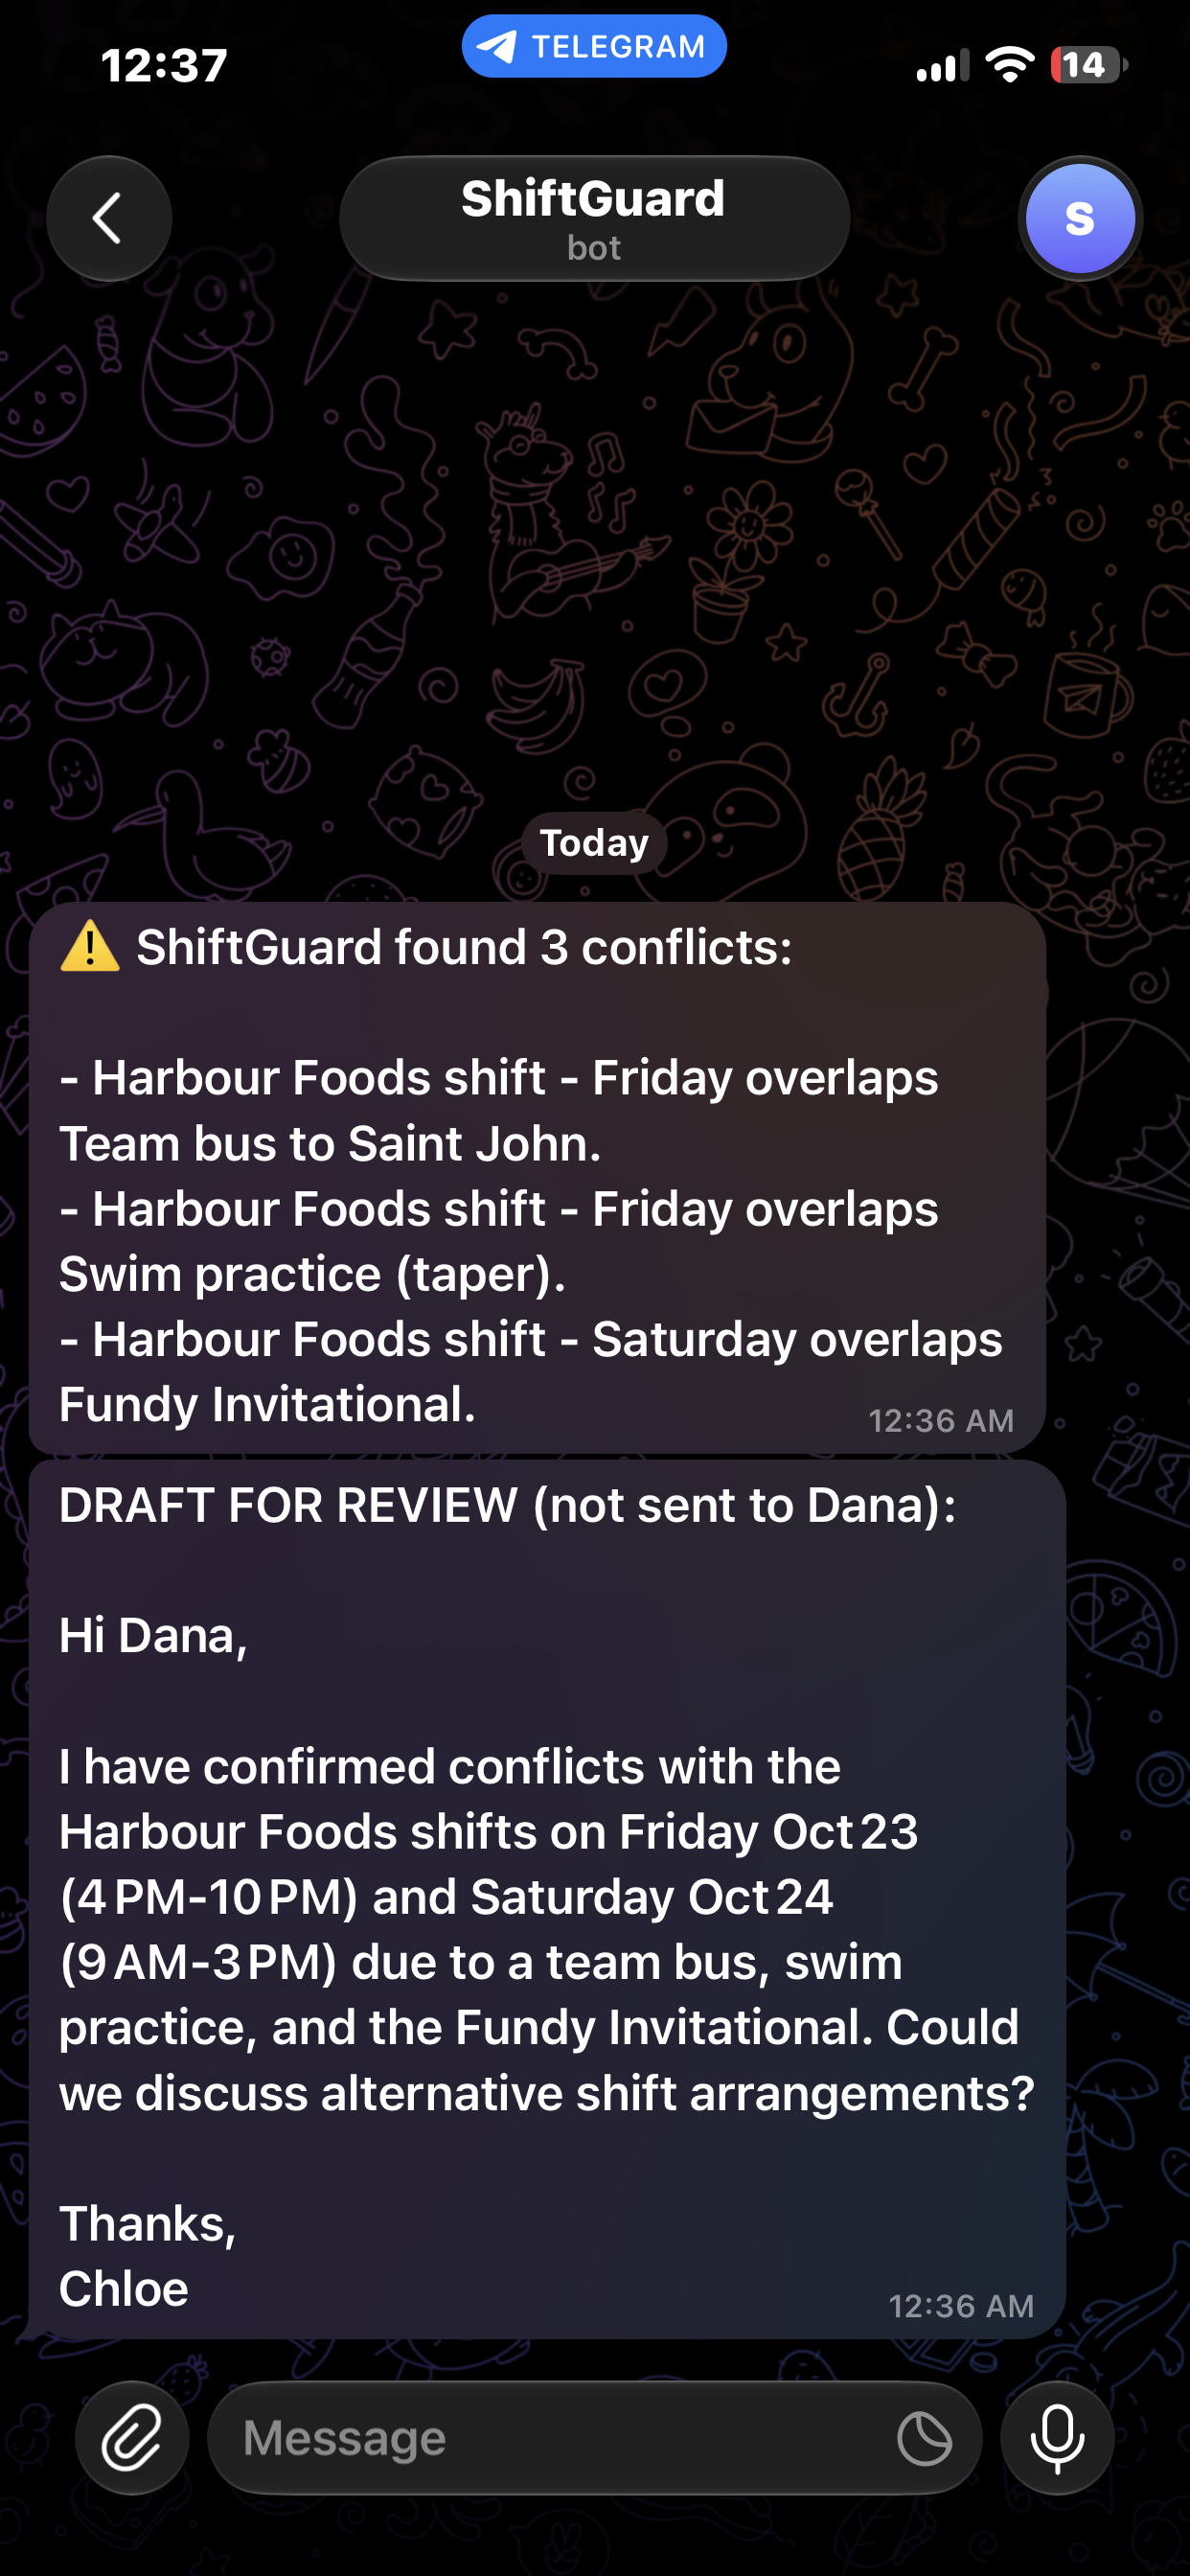 12:37
TELEGRAM
14
ShiftGuard
bot
S
Today
⚠️ ShiftGuard found 3 conflicts:
- Harbour Foods shift - Friday overlaps
Team bus to Saint John.
- Harbour Foods shift - Friday overlaps
Swim practice (taper).
- Harbour Foods shift - Saturday overlaps
Fundy Invitational.
12:36 AM
DRAFT FOR REVIEW (not sent to Dana):
Hi Dana,
I have confirmed conflicts with the
Harbour Foods shifts on Friday Oct 23
(4 PM-10 PM) and Saturday Oct 24
(9 AM-3 PM) due to a team bus, swim
practice, and the Fundy Invitational. Could
we discuss alternative shift arrangements?
Thanks,
Chloe
12:36 AM
Message